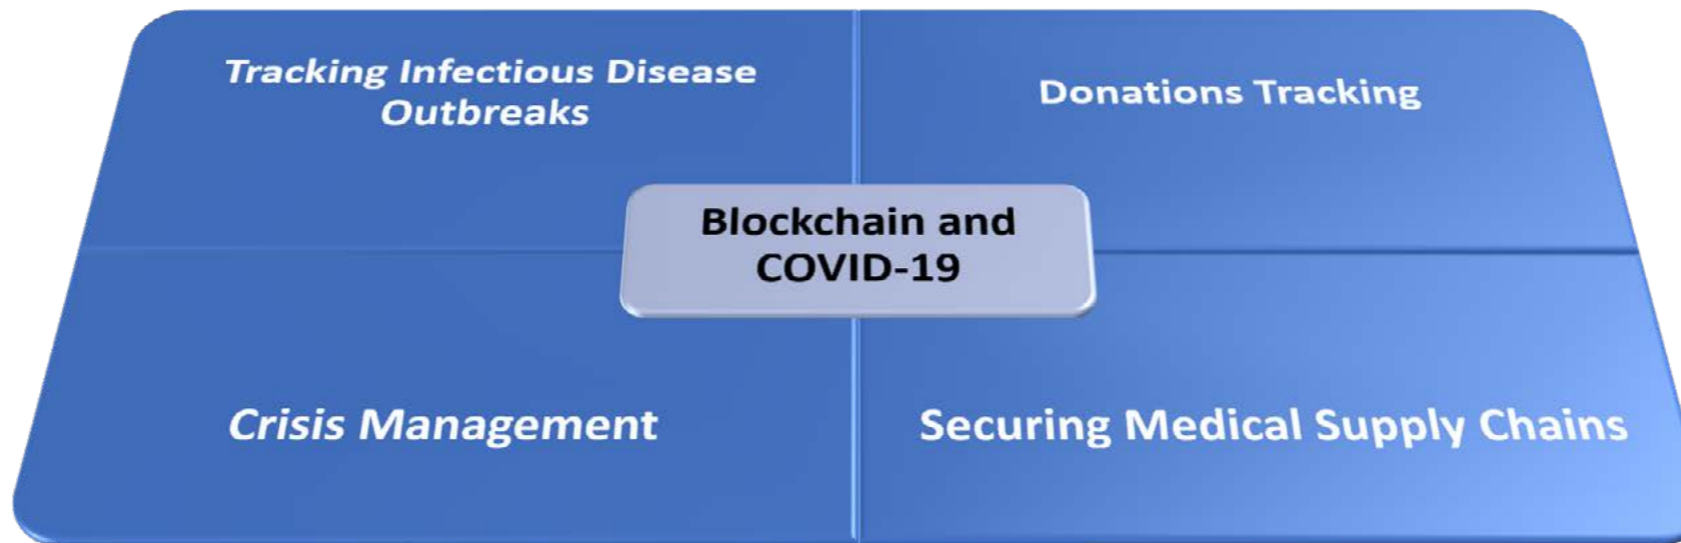 Tracking Infectious Disease
Outbreaks
Donations Tracking
Blockchain and
COVID-19
Crisis Management
Securing Medical Supply Chains